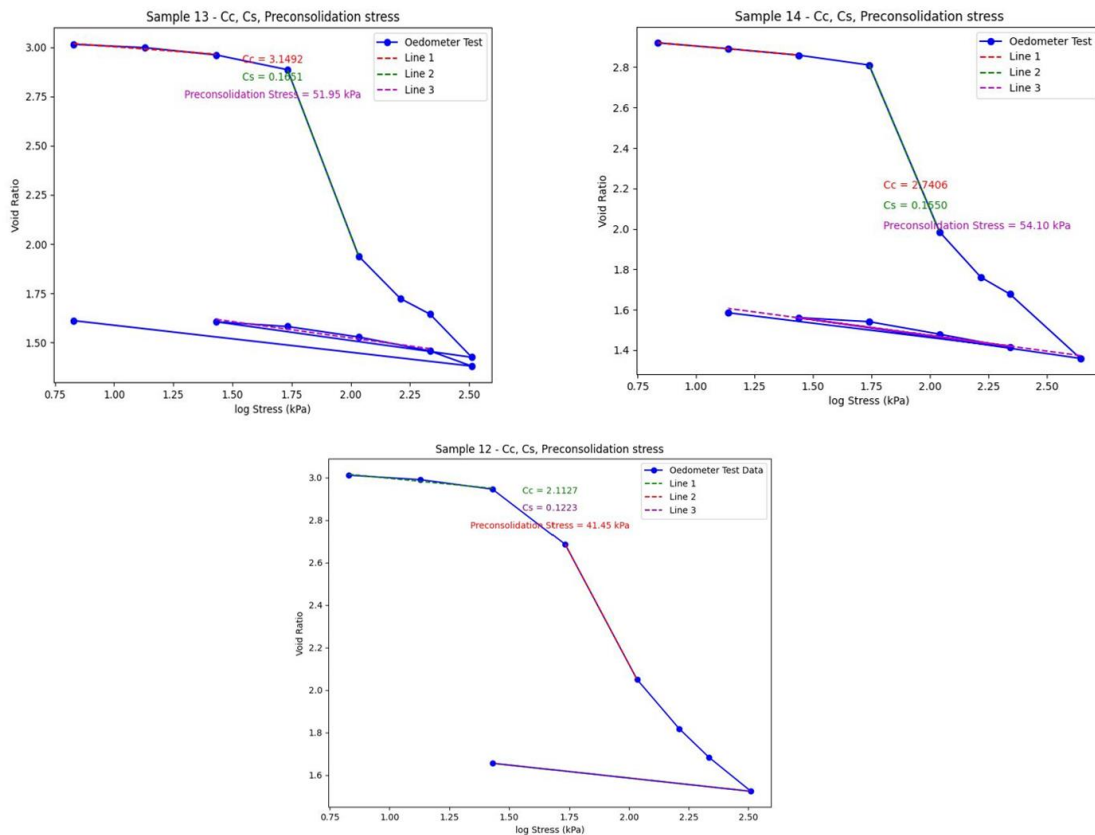 Sample 13 - Cc, Cs, Preconsolidation stress
Void Ratio
3.00
2.75
2.50
2.25
2.00
1.75
1.50
Cc = 3.1492
Cs = 0.1651
Preconsolidation Stress = 51.95 kPa
Oedometer Test
Line 1
Line 2
Line 3
0.75 1.00 1.25 1.50 1.75 2.00 2.25 2.50
log Stress (kPa)
Sample 14 - Cc, Cs, Preconsolidation stress
Void Ratio
2.8
2.6
2.4
2.2
2.0
1.8
1.6
1.4
Oedometer Test
Line 1
Line 2
Line 3
Cc = 2.7406
Cs = 0.1550
Preconsolidation Stress = 54.10 kPa
0.75 1.00 1.25 1.50 1.75 2.00 2.25 2.50
log Stress (kPa)
Sample 12 - Cc, Cs, Preconsolidation stress
Void Ratio
3.0
2.8
2.6
2.4
2.2
2.0
1.8
1.6
Oedometer Test Data
Line 1
Line 2
Line 3
Cc = 2.1127
Cs = 0.1223
Preconsolidation Stress = 41.45 kPa
0.75 1.00 1.25 1.50 1.75 2.00 2.25 2.50
log Stress (kPa)